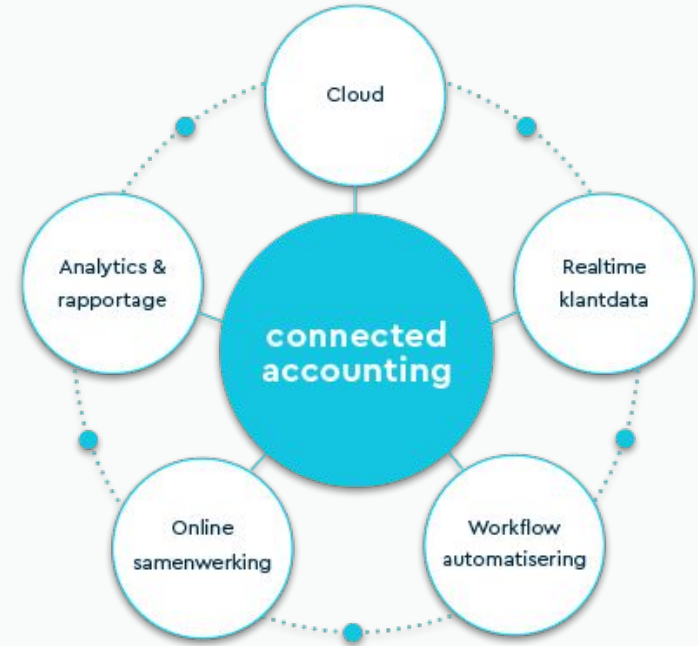 Cloud
Analytics &
rapportage
Realtime
klantdata
connected
accounting
Online
samenwerking
Workflow
automatisering